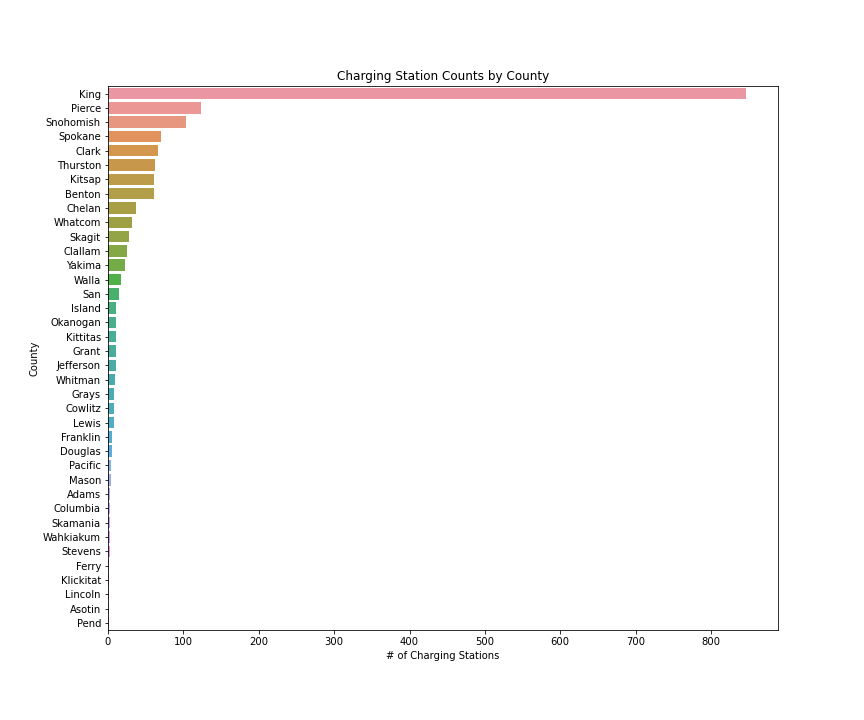 Charging Station Counts by County
King
Pierce
Snohomish
Spokane
Clark
Thurston
Kitsap
Benton
Chelan
Whatcom
Skagit
Clallam
Yakima
Walla
San
Island
Okanogan
Kittitas
Grant
Jefferson
Whitman
Grays
Cowlitz
Lewis
Franklin
Douglas
Pacific
Mason
Adams
Columbia
Skamania
Wahkiakum
Stevens
Ferry
Klickitat
Lincoln
Asotin
Pend
County
0 100 200 300 400 500 600 700 800
# of Charging Stations